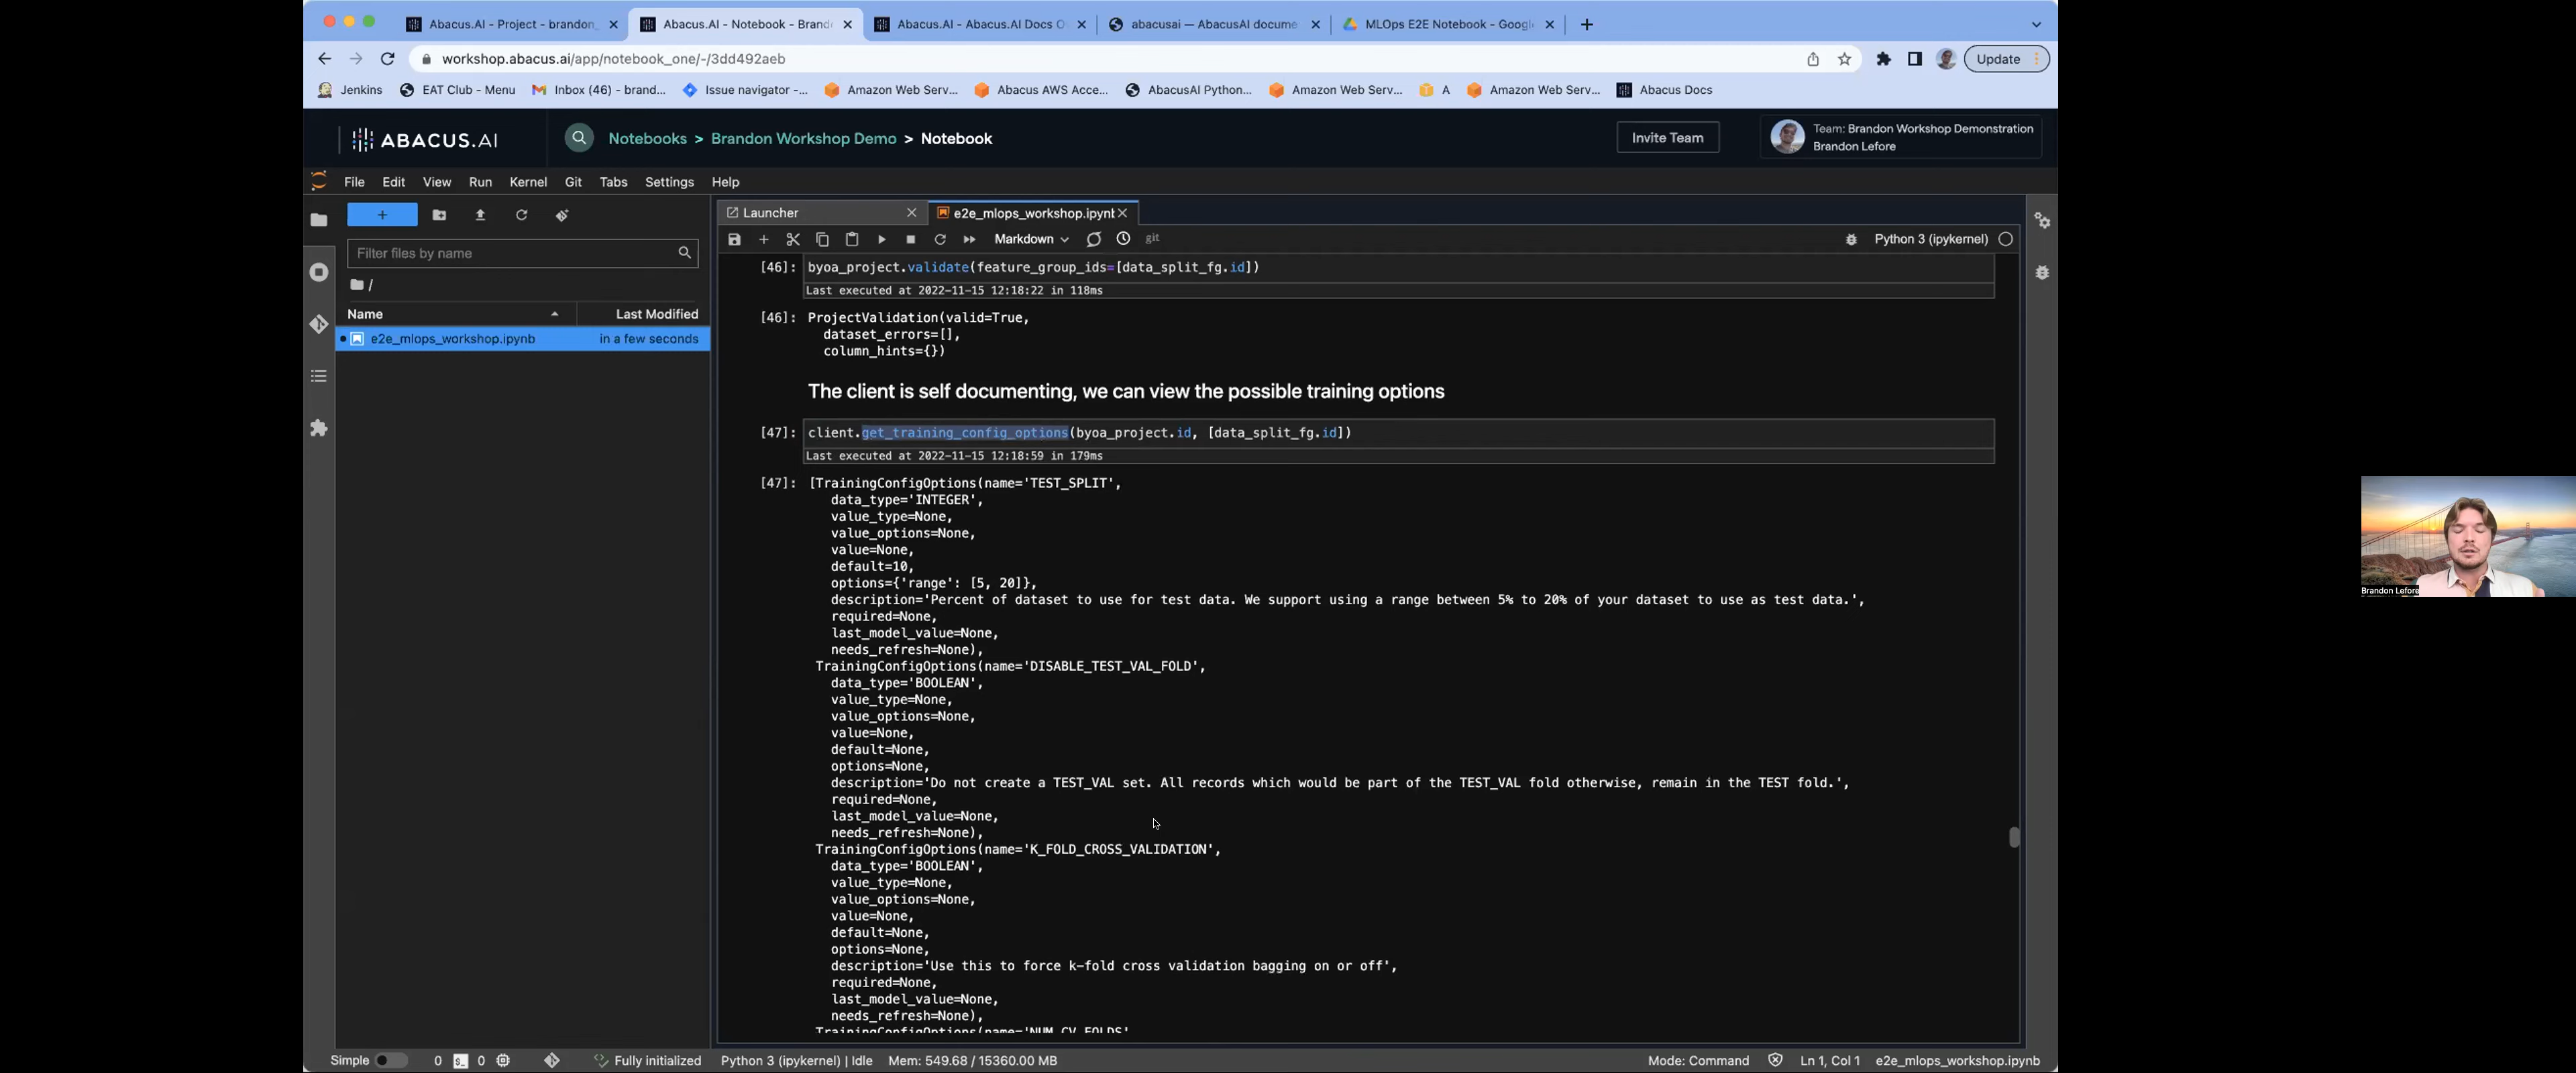 Abacus.AI - Project - brandon_
Abacus.AI - Notebook - Brand
Abacus.AI - Abacus.AI Docs O
abacusai — AbacusAI docume
MLOps E2E Notebook - Googl
workshop.abacus.ai/app/notebook_one/-/3dd492aeb
Update
Jenkins
EAT Club - Menu
Inbox (46) - brand...
Issue navigator -...
Amazon Web Serv...
Abacus AWS Acce...
AbacusAI Python...
Amazon Web Serv...
A
Amazon Web Serv...
Abacus Docs
ABACUS.AI
Notebooks > Brandon Workshop Demo > Notebook
Invite Team
Team: Brandon Workshop Demonstration
Brandon Lefore
File Edit View Run Kernel Git Tabs Settings Help
Launcher
e2e_mlops_workshop.ipynb
Filter files by name
/
Name
Last Modified
e2e_mlops_workshop.ipynb
in a few seconds
Markdown
git
Python 3 (ipykernel)
[46]: byoa_project.validate(feature_group_ids=[data_split_fg.id])
Last executed at 2022-11-15 12:18:22 in 118ms
[46]: ProjectValidation(valid=True,
dataset_errors=[],
column_hints={})
The client is self documenting, we can view the possible training options
[47]: client.get_training_config_options(byoa_project.id, [data_split_fg.id])
Last executed at 2022-11-15 12:18:59 in 179ms
[47]: [TrainingConfigOptions(name='TEST_SPLIT',
data_type='INTEGER',
value_type=None,
value_options=None,
value=None,
default=10,
options={'range': [5, 20]},
description='Percent of dataset to use for test data. We support using a range between 5% to 20% of your dataset to use as test data.',
required=None,
last_model_value=None,
needs_refresh=None),
TrainingConfigOptions(name='DISABLE_TEST_VAL_FOLD',
data_type='BOOLEAN',
value_type=None,
value_options=None,
value=None,
default=None,
options=None,
description='Do not create a TEST_VAL set. All records which would be part of the TEST_VAL fold otherwise, remain in the TEST fold.',
required=None,
last_model_value=None,
needs_refresh=None),
TrainingConfigOptions(name='K_FOLD_CROSS_VALIDATION',
data_type='BOOLEAN',
value_type=None,
value_options=None,
value=None,
default=None,
options=None,
description='Use this to force k-fold cross validation bagging on or off',
required=None,
last_model_value=None,
needs_refresh=None),
TrainingConfigOptions(name='NUM_CV_FOLDS',
Brandon Lefore
Simple
0
0
Fully initialized
Python 3 (ipykernel) | Idle
Mem: 549.68 / 15360.00 MB
Mode: Command
Ln 1, Col 1
e2e_mlops_workshop.ipynb